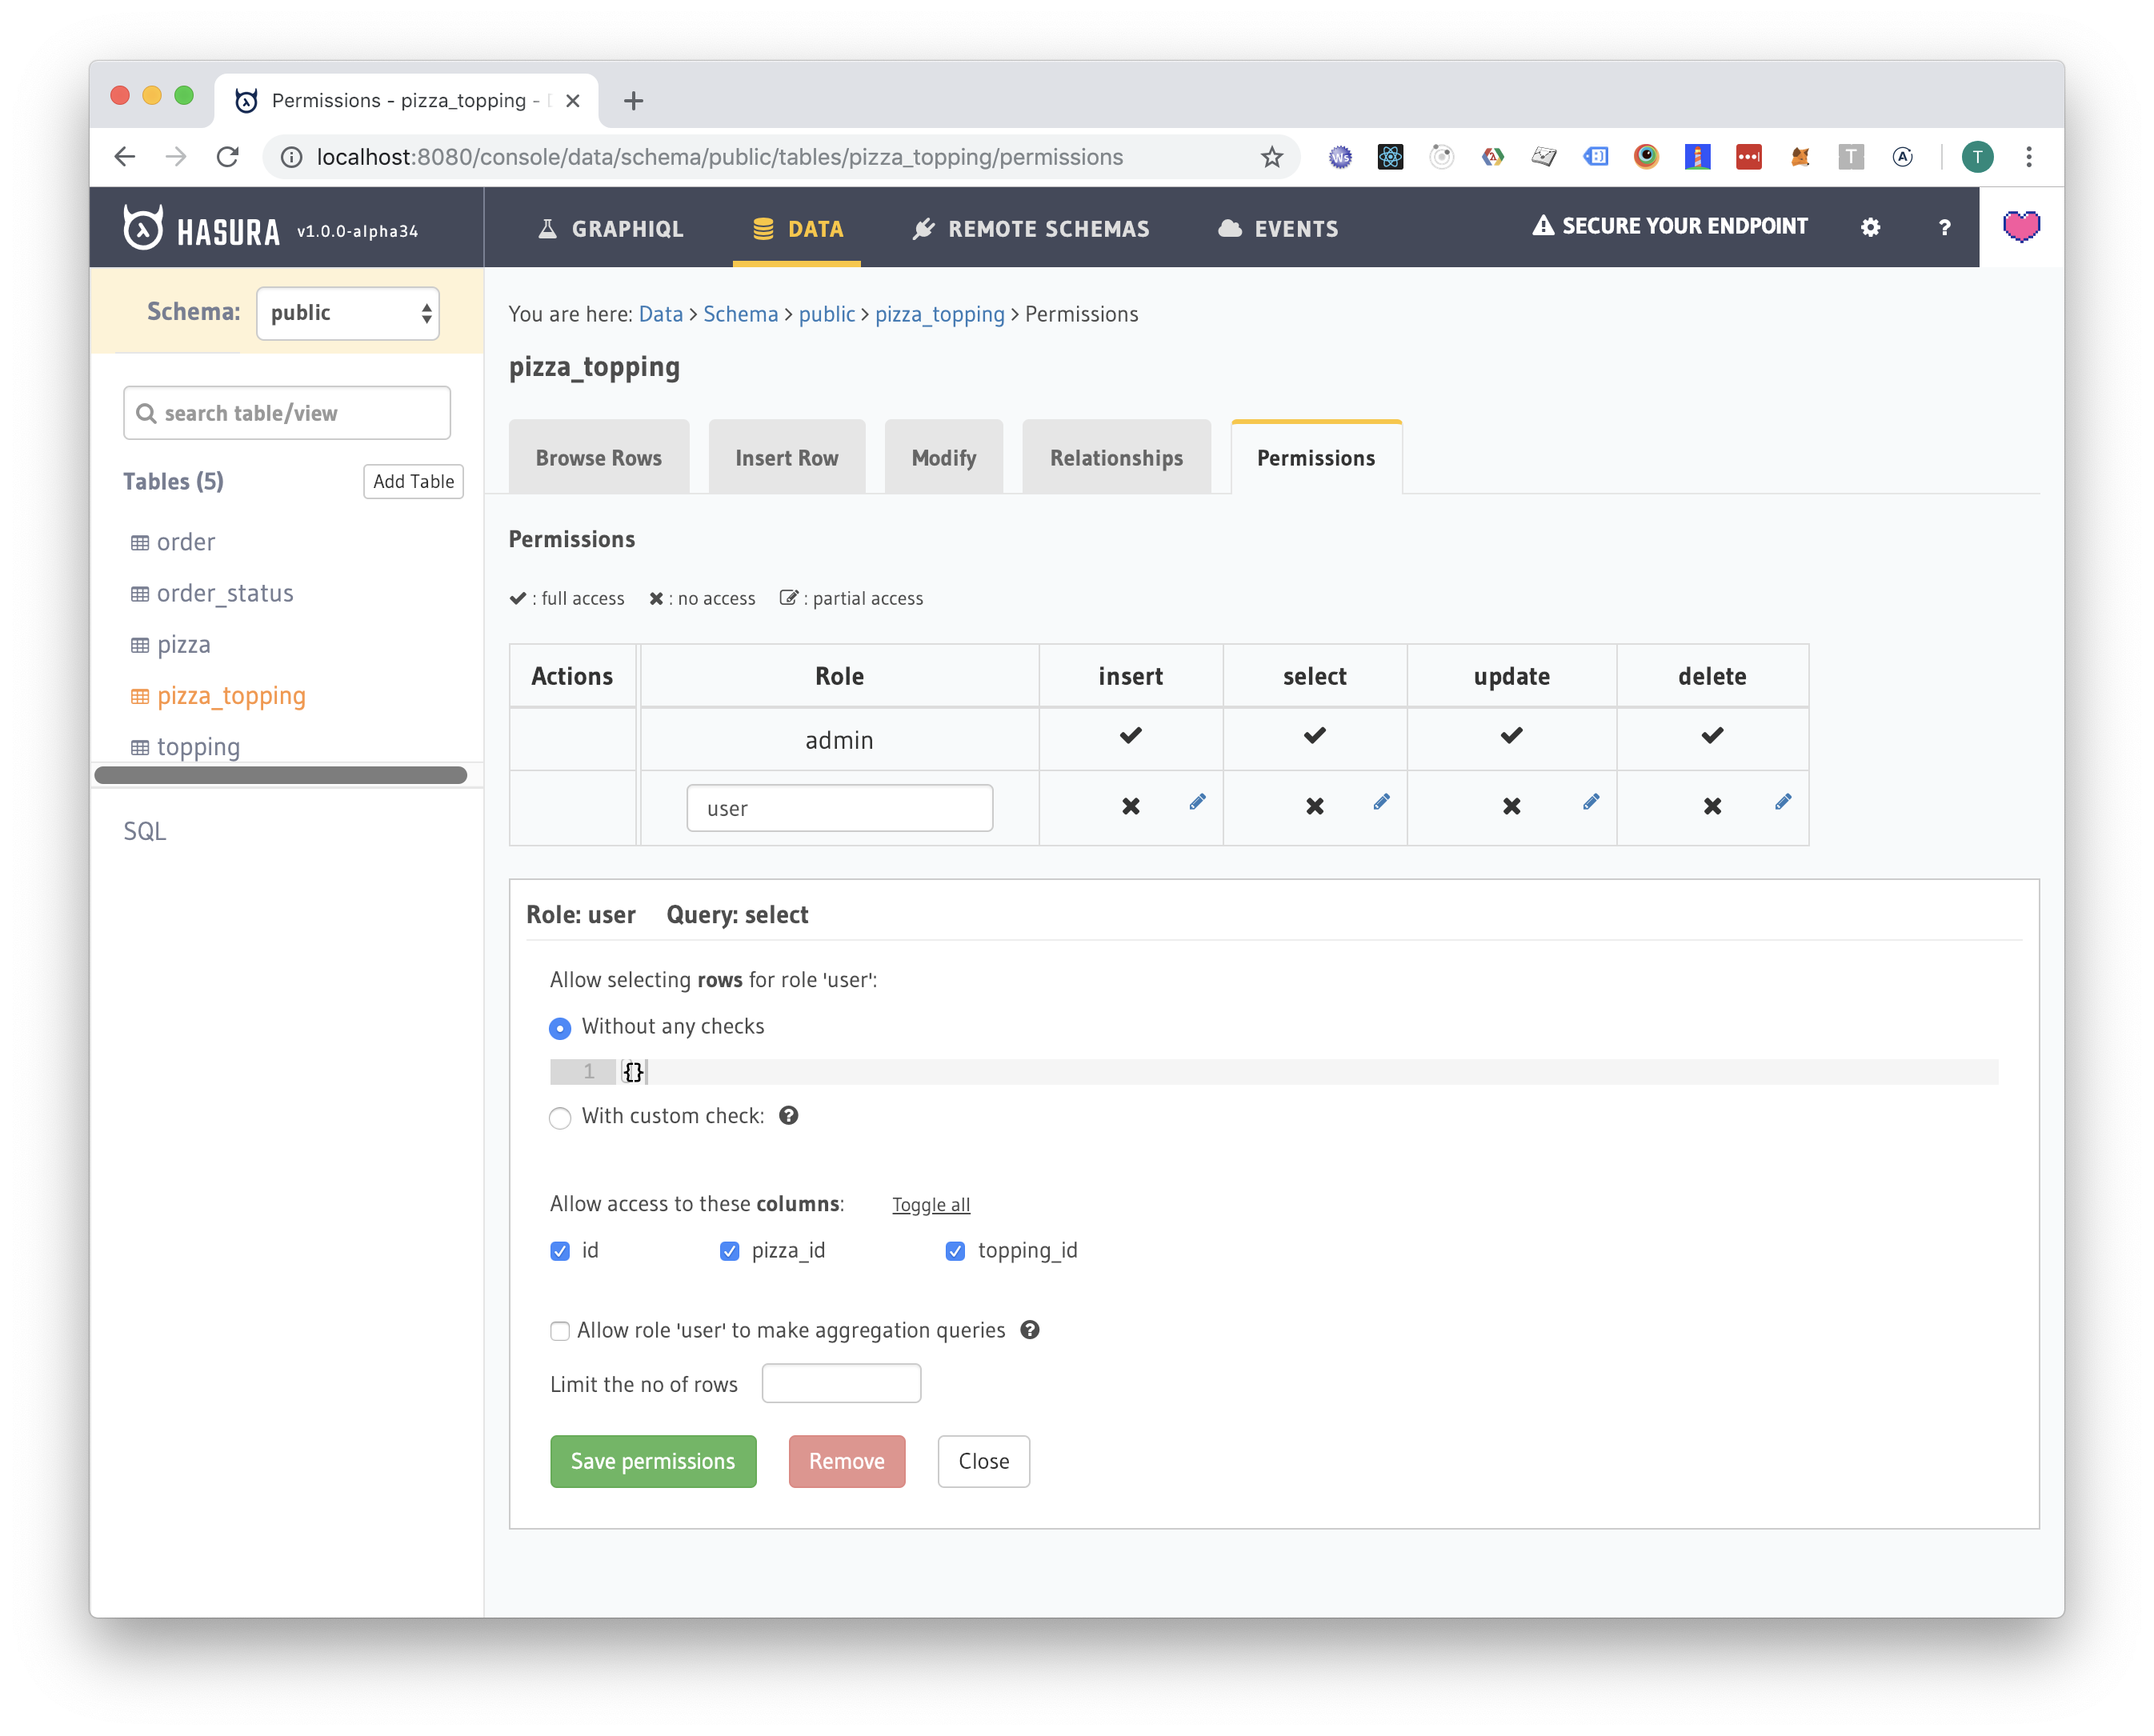 Permissions - pizza_topping -
localhost:8080/console/data/schema/public/tables/pizza_topping/permissions
HASURA v1.0.0-alpha34
GRAPHIQL DATA REMOTE SCHEMAS EVENTS
SECURE YOUR ENDPOINT ?
Schema: public
search table/view
Tables (5) Add Table
order
order_status
pizza
pizza_topping
topping
SQL
You are here: Data > Schema > public > pizza_topping > Permissions
pizza_topping
Browse Rows Insert Row Modify Relationships Permissions
Permissions
: full access : no access : partial access
Actions Role insert select update delete
admin
user
Role: user Query: select
Allow selecting rows for role 'user':
Without any checks
1 {}
With custom check: ?
Allow access to these columns: Toggle all
id pizza_id topping_id
Allow role 'user' to make aggregation queries ?
Limit the no of rows
Save permissions Remove Close